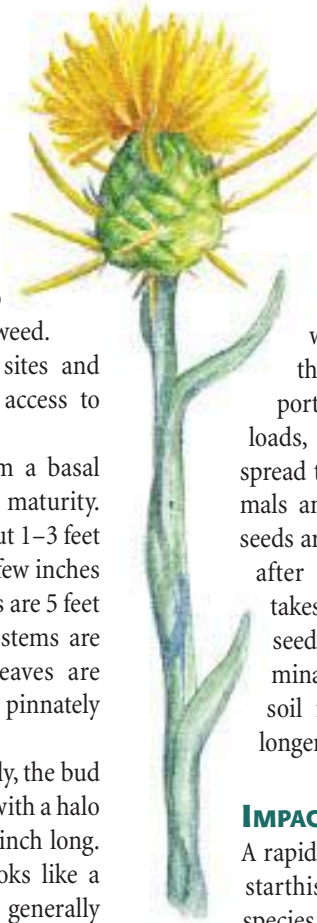 weed.
sites and
access to
m a basal
maturity.
ut 1–3 feet
few inches
s are 5 feet
stems are
eaves are
pinnately
ly, the bud
with a halo
inch long.
oks like a
generally
w
th
port
loads,
spread t
mals an
seeds ar
after
takes
seed
mina
soil
longer
IMPAC
A rapid
starthis
species